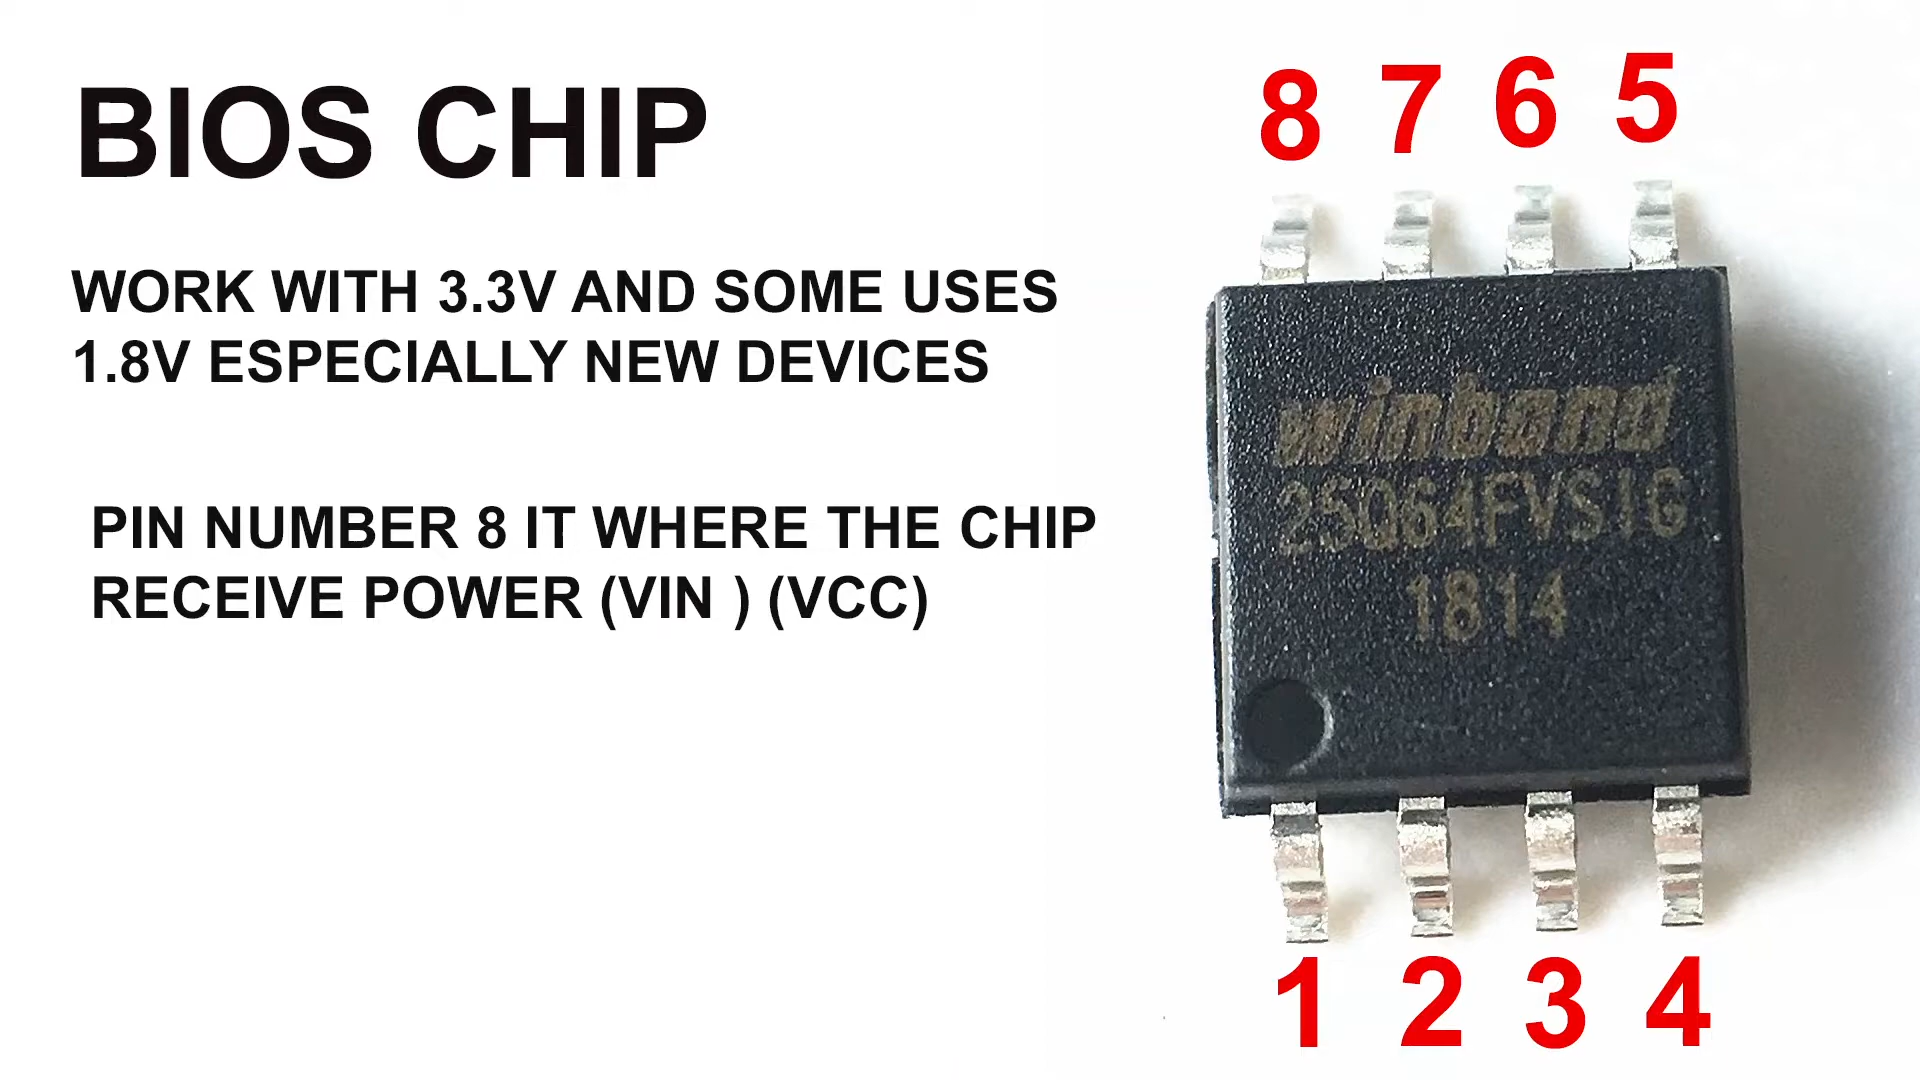 BIOS CHIP
WORK WITH 3.3V AND SOME USES
1.8V ESPECIALLY NEW DEVICES
PIN NUMBER 8 IT WHERE THE CHIP
RECEIVE POWER (VIN ) (VCC)
8 7 6 5
winbond
25Q64FVSIG
1814
1 2 3 4